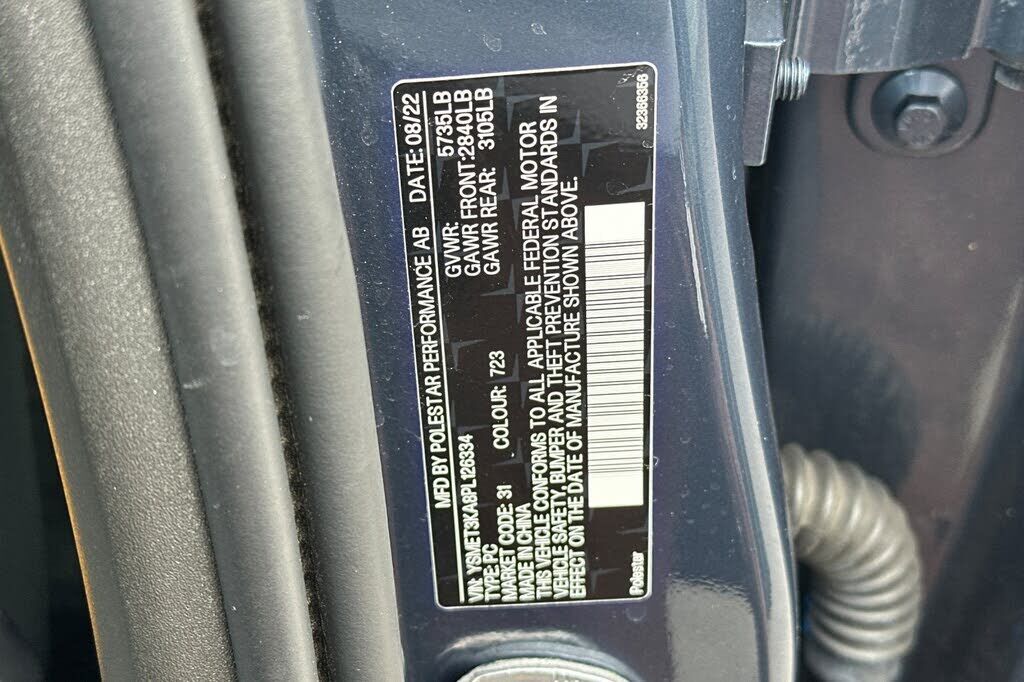 MFD BY POLESTAR PERFORMANCE AB DATE: 08/22
GVWR: 5735LB
GAWR FRONT:2840LB
GAWR REAR: 3105LB
VIN: YSMET3KA8PL126334
TYPE: PC
MARKET CODE: 31 COLOUR: 723
MADE IN CHINA
THIS VEHICLE CONFORMS TO ALL APPLICABLE FEDERAL MOTOR
VEHICLE SAFETY, BUMPER AND THEFT PREVENTION STANDARDS IN
EFFECT ON THE DATE OF MANUFACTURE SHOWN ABOVE.
Polestar 32366356